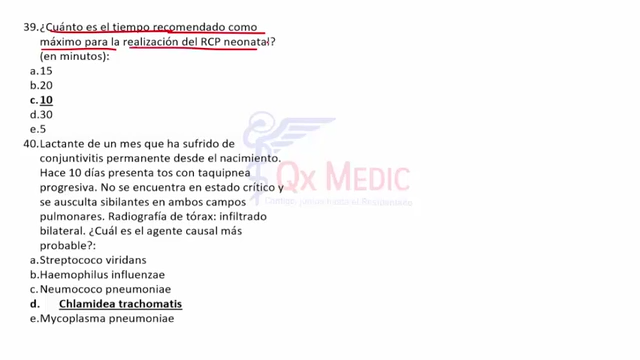 39.¿Cuánto es el tiempo recomendado como
máximo para la realización del RCP neonatal?
(en minutos):
a.15
b.20
c.10
d.30
e.5
40.Lactante de un mes que ha sufrido de
conjuntivitis permanente desde el nacimiento.
Hace 10 días presenta tos con taquipnea
progresiva. No se encuentra en estado crítico y
se ausculta sibilantes en ambos campos
pulmonares. Radiografía de tórax: infiltrado
bilateral. ¿Cuál es el agente causal más
probable?:
a.Streptococo viridans
b.Haemophilus influenzae
c.Neumococo pneumoniae
d. Chlamidea trachomatis
e.Mycoplasma pneumoniae
Qx MEDIC